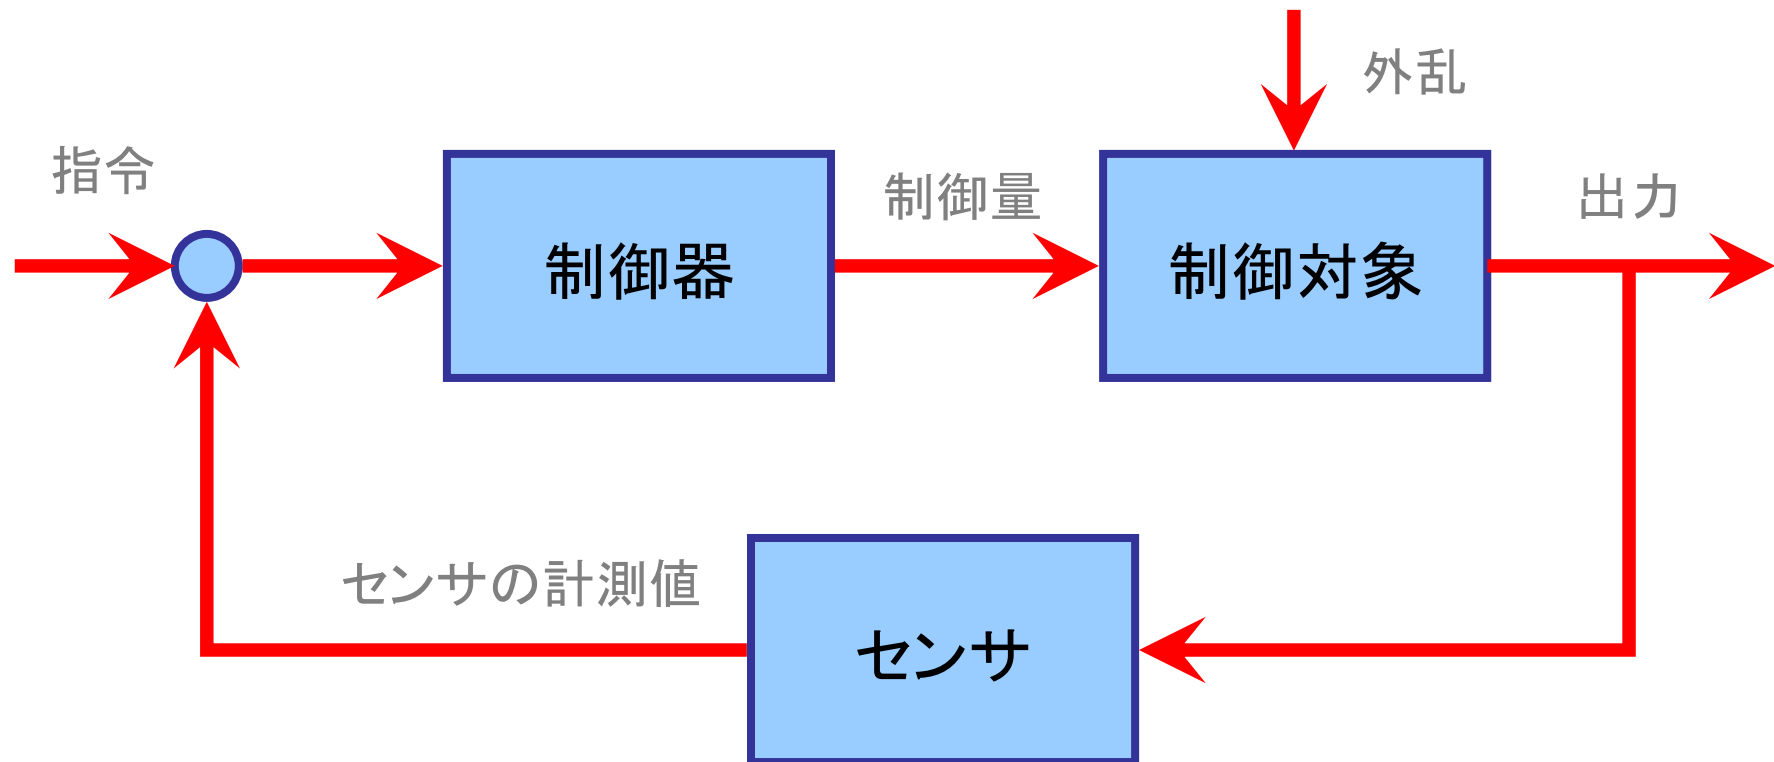 外乱
指令
制御量
出力
制御器
制御対象
センサの計測値
センサ